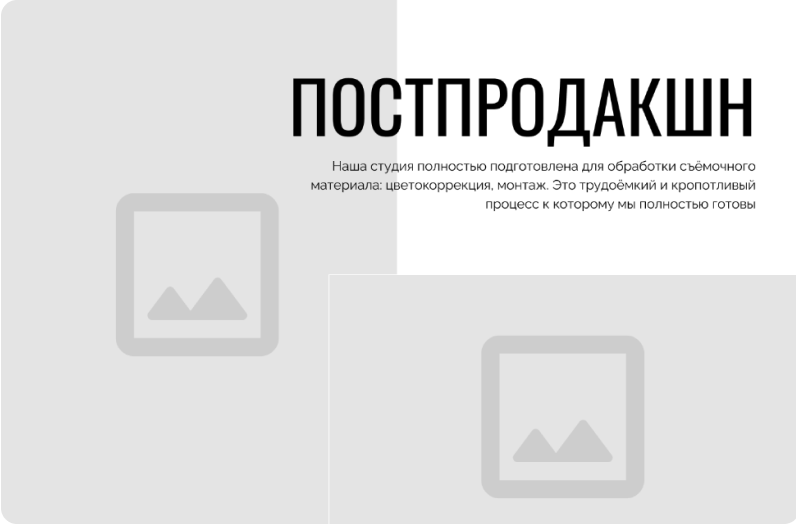 ПОСТПРОДАКШН
Наша студия полностью подготовлена для обработки съёмочного
материала: цветокоррекция, монтаж. Это трудоёмкий и кропотливый
процесс к которому мы полностью готовы